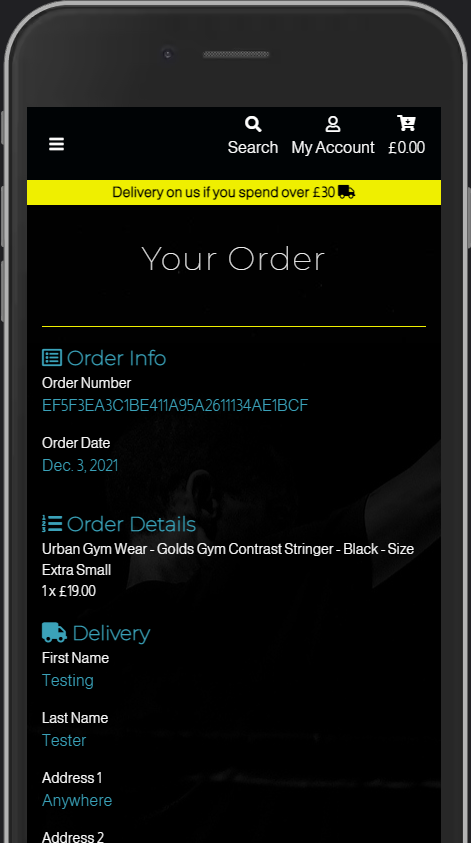 Search My Account £0.00
Delivery on us if you spend over £30
Your Order
Order Info
Order Number
EF5F3EA3C1BE411A95A2611134AE1BCF
Order Date
Dec. 3, 2021
Order Details
Urban Gym Wear - Golds Gym Contrast Stringer - Black - Size
Extra Small
1 x £19.00
Delivery
First Name
Testing
Last Name
Tester
Address 1
Anywhere
Address 2